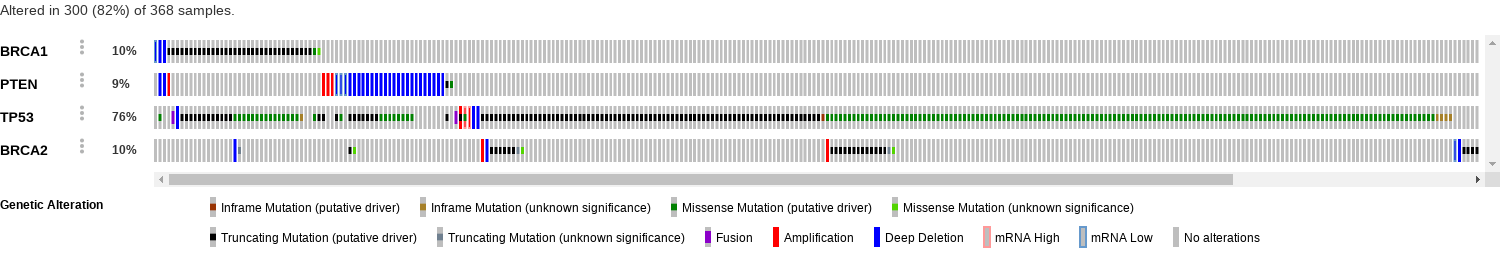 Altered in 300 (82%) of 368 samples.
BRCA1 10%
PTEN 9%
TP53 76%
BRCA2 10%
Genetic Alteration Inframe Mutation (putative driver) Inframe Mutation (unknown significance) Missense Mutation (putative driver) Missense Mutation (unknown significance)
Truncating Mutation (putative driver) Truncating Mutation (unknown significance) Fusion Amplification Deep Deletion mRNA High mRNA Low No alterations